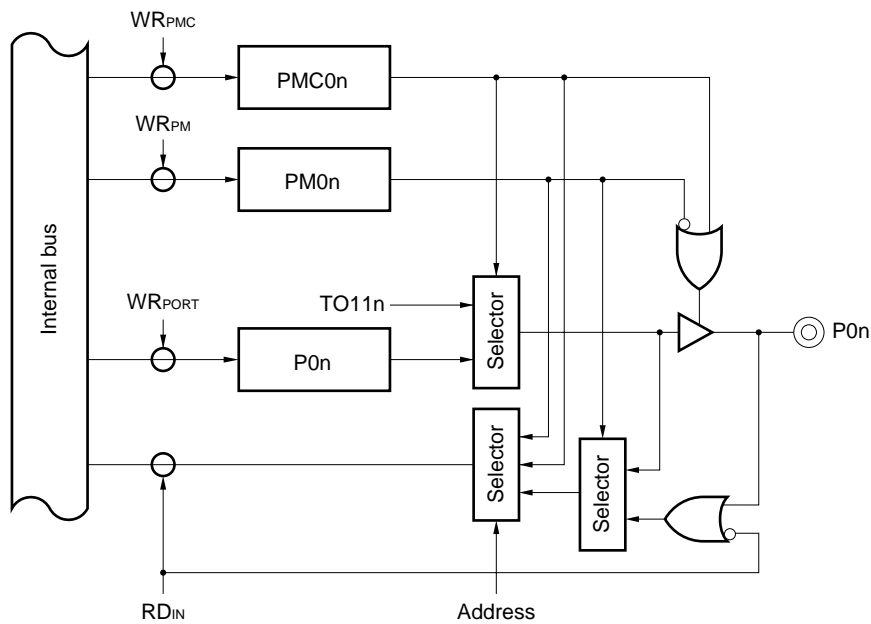 WRPMC
PMC0n
WRPM
PM0n
Internal bus
WRPORT
TO11n
Selector
P0n
P0n
Selector
Selector
RDIN
Address